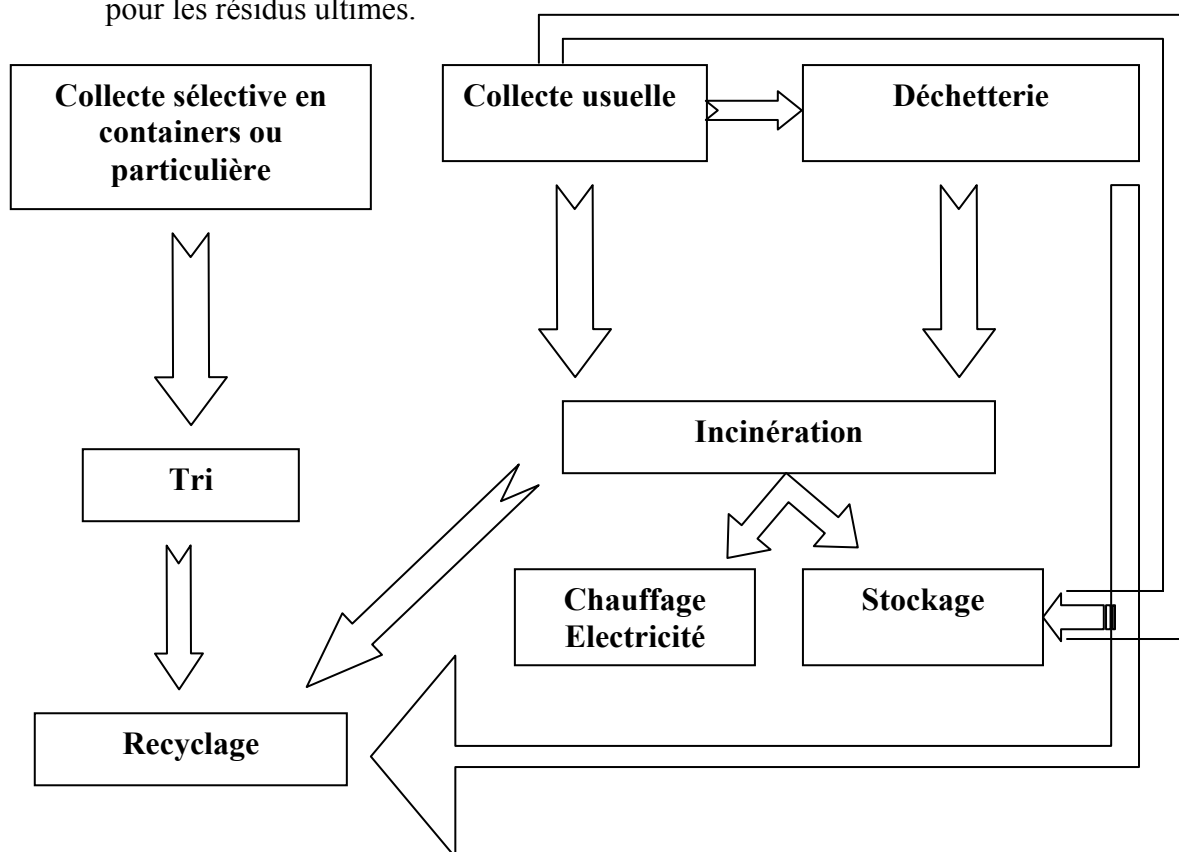 pour les résidus ultimes.
Collecte sélective en
containers ou
particulière
Collecte usuelle
Déchetterie
Incinération
Tri
Chauffage
Electricité
Stockage
Recyclage